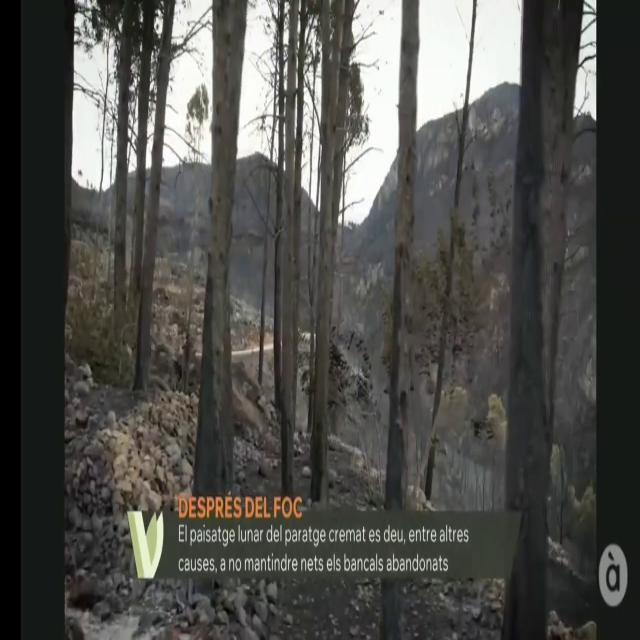 DESPRÉS DEL FOC
El paisatge lunar del paratge cremat es deu, entre altres
causes, a no mantindre nets els bancals abandonats
à